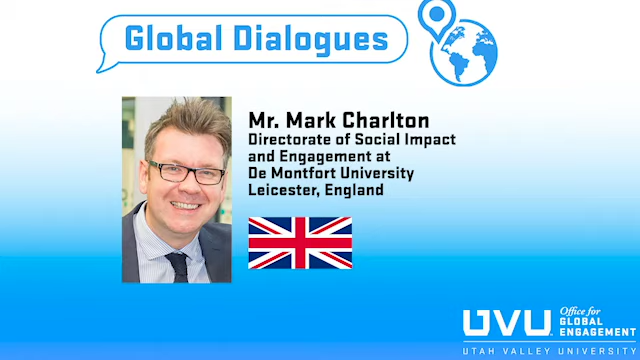 Global Dialogues
Mr. Mark Charlton
Directorate of Social Impact
and Engagement at
De Montfort University
Leicester, England
UVU
Office for
GLOBAL
ENGAGEMENT
UTAH VALLEY UNIVERSITY